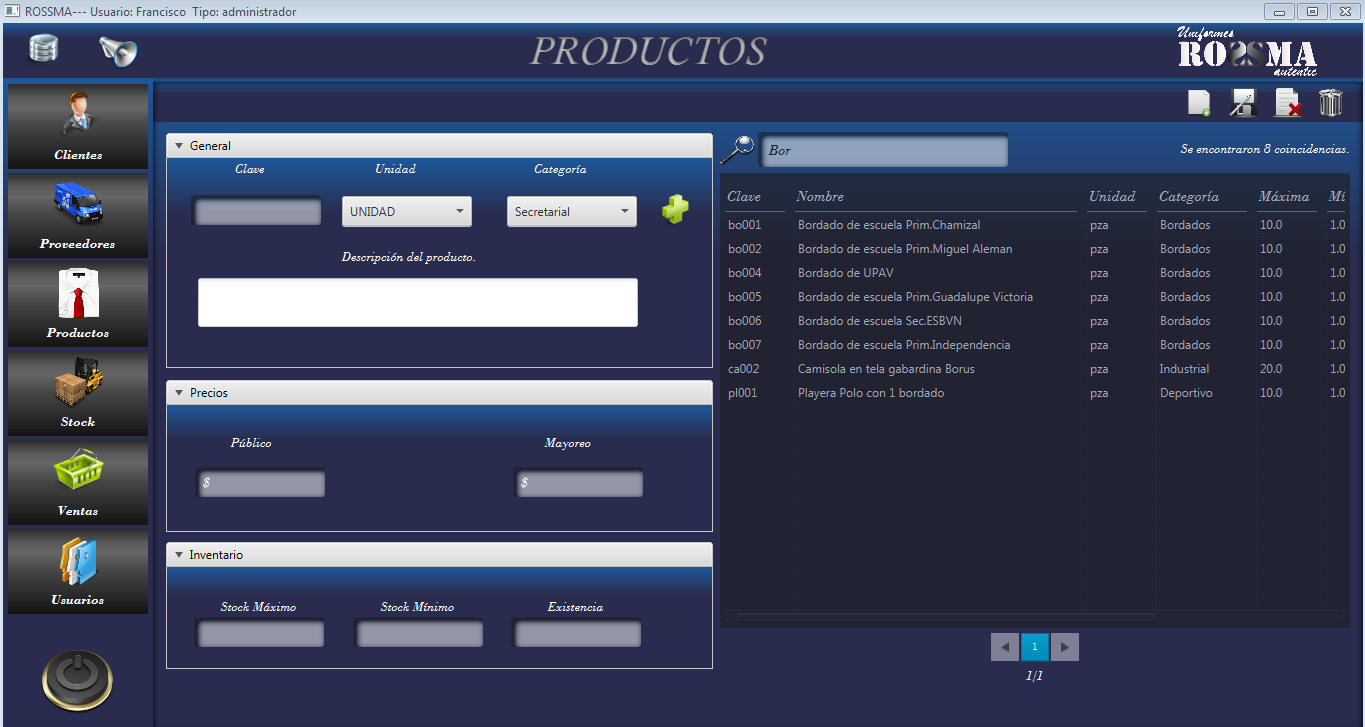 ROSSMA--- Usuario: Francisco Tipo: administrador
PRODUCTOS
Uniformes
ROSSMA
autentic
Clientes
Proveedores
Productos
Stock
Ventas
Usuarios
General
Clave Unidad Categoría
UNIDAD Secretarial
Descripción del producto.
Precios
Público Mayoreo
$ $
Inventario
Stock Máximo Stock Mínimo Existencia
Bor
Se encontraron 8 coincidencias.
Clave Nombre Unidad Categoría Máxima Mí
bo001 Bordado de escuela Prim.Chamizal pza Bordados 10.0 1.0
bo002 Bordado de escuela Prim.Miguel Aleman pza Bordados 10.0 1.0
bo004 Bordado de UPAV pza Bordados 10.0 1.0
bo005 Bordado de escuela Prim.Guadalupe Victoria pza Bordados 10.0 1.0
bo006 Bordado de escuela Sec.ESBVN pza Bordados 10.0 1.0
bo007 Bordado de escuela Prim.Independencia pza Bordados 10.0 1.0
ca002 Camisola en tela gabardina Borus pza Industrial 20.0 1.0
pl001 Playera Polo con 1 bordado pza Deportivo 10.0 1.0
1
1/1